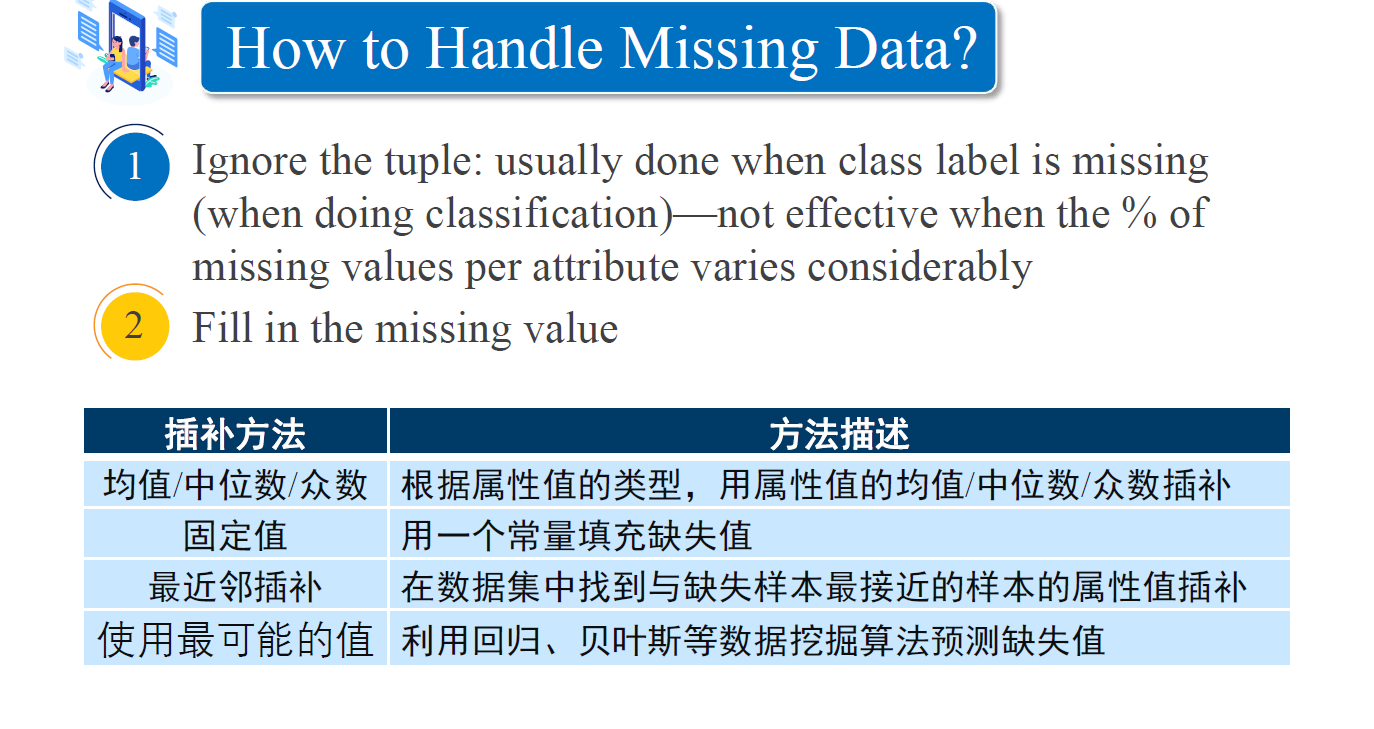 How to Handle Missing Data?
1
Ignore the tuple: usually done when class label is missing
(when doing classification)—not effective when the % of
missing values per attribute varies considerably
2
Fill in the missing value
插补方法 方法描述
均值/中位数/众数 根据属性值的类型，用属性值的均值/中位数/众数插补
固定值 用一个常量填充缺失值
最近邻插补 在数据集中找到与缺失样本最接近的样本的属性值插补
使用最可能的值 利用回归、贝叶斯等数据挖掘算法预测缺失值